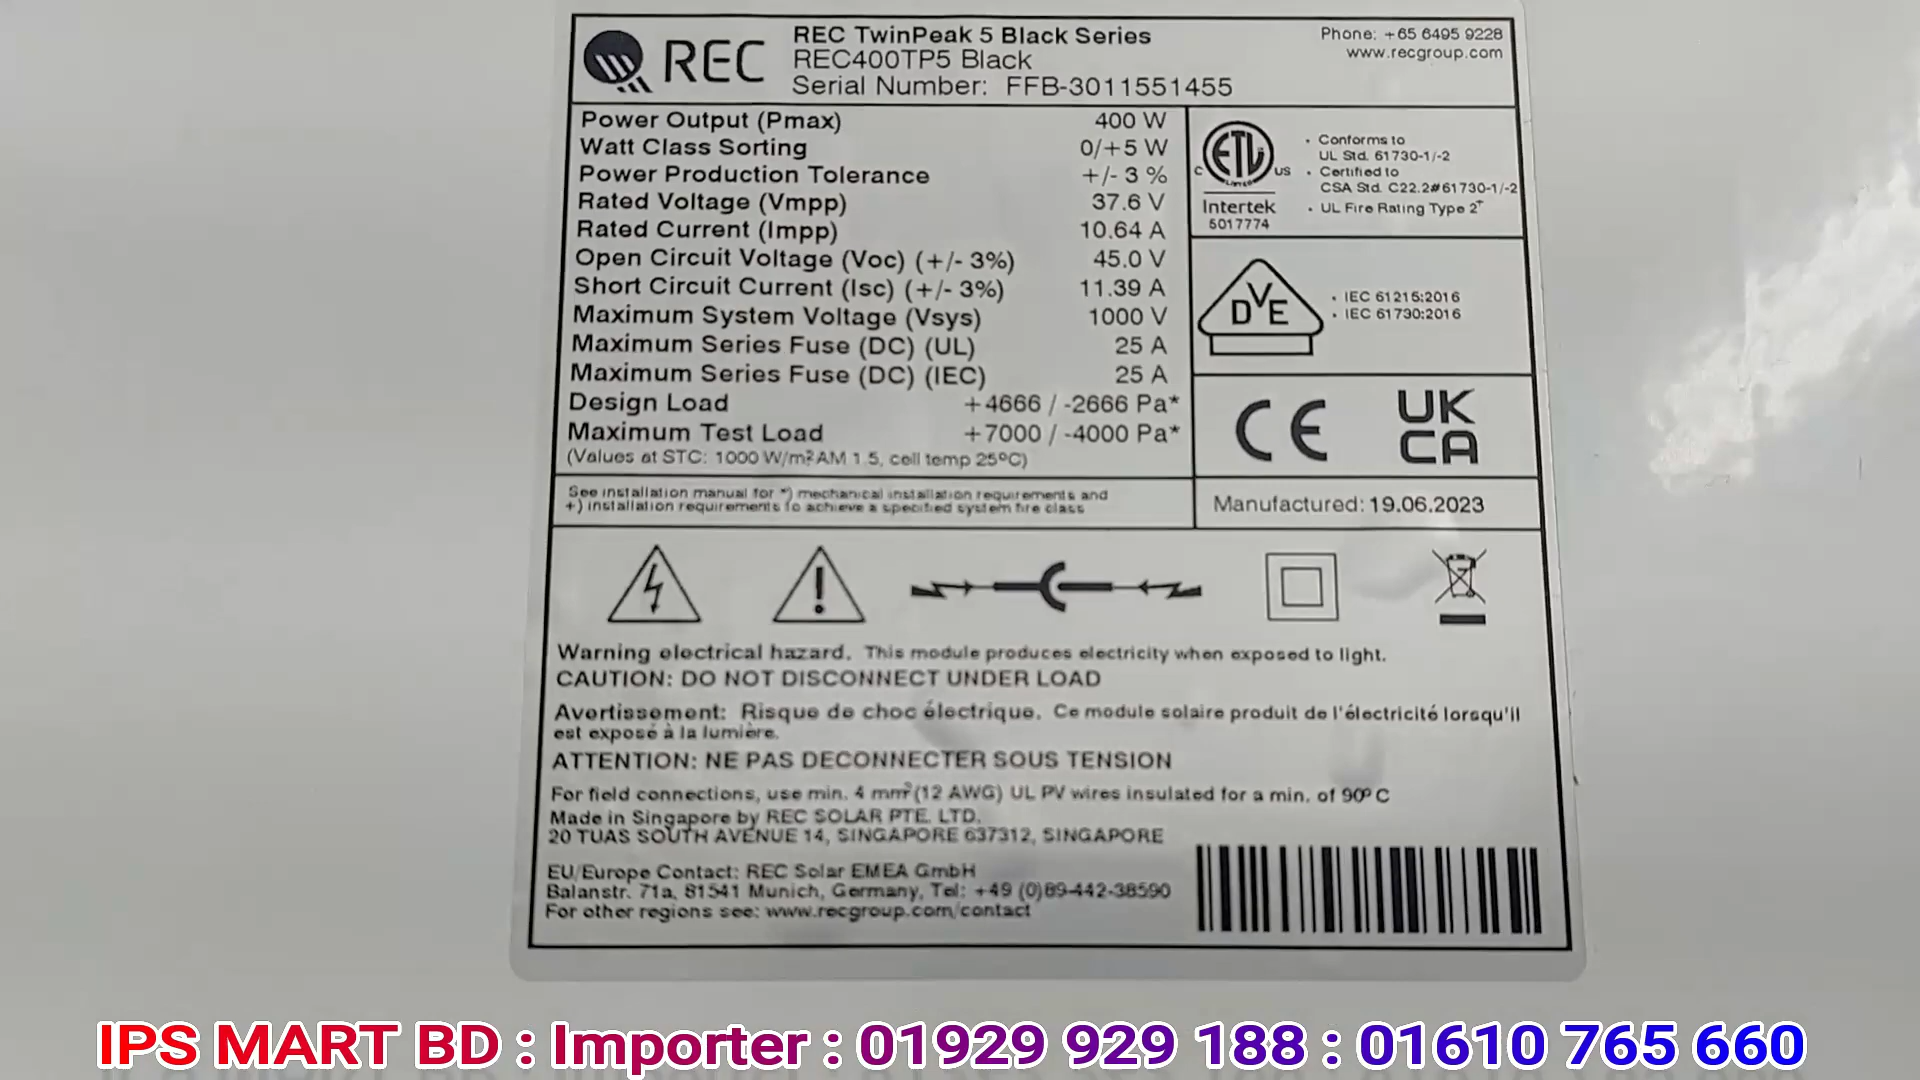 REC
REC TwinPeak 5 Black Series
REC400TP5 Black
Serial Number: FFB-3011551455
Phone: +65 6495 9228
www.recgroup.com
Power Output (Pmax) 400 W
Watt Class Sorting 0/+5 W
Power Production Tolerance +/- 3 %
Rated Voltage (Vmpp) 37.6 V
Rated Current (Impp) 10.64 A
Open Circuit Voltage (Voc) (+/- 3%) 45.0 V
Short Circuit Current (Isc) (+/- 3%) 11.39 A
Maximum System Voltage (Vsys) 1000 V
Maximum Series Fuse (DC) (UL) 25 A
Maximum Series Fuse (DC) (IEC) 25 A
Design Load +4666 / -2666 Pa*
Maximum Test Load +7000 / -4000 Pa*
(Values at STC: 1000 W/m² AM 1.5, cell temp 25°C)
See installation manual for *) mechanical installation requirements and
+) installation requirements to achieve a specified system fire class
C ETL US
LISTED
Intertek
5017774
· Conforms to
UL Std. 61730-1/-2
· Certified to
CSA Std. C22.2#61730-1/-2
· UL Fire Rating Type 2+
DVE
· IEC 61215:2016
· IEC 61730:2016
CE
UK
CA
Manufactured: 19.06.2023
Warning electrical hazard. This module produces electricity when exposed to light.
CAUTION: DO NOT DISCONNECT UNDER LOAD
Avertissement: Risque de choc électrique. Ce module solaire produit de l'électricité lorsqu'il
est exposé à la lumière.
ATTENTION: NE PAS DECONNECTER SOUS TENSION
For field connections, use min. 4 mm² (12 AWG) UL PV wires insulated for a min. of 90° C
Made in Singapore by REC SOLAR PTE. LTD.
20 TUAS SOUTH AVENUE 14, SINGAPORE 637312, SINGAPORE
EU/Europe Contact: REC Solar EMEA GmbH
Balanstr. 71a, 81541 Munich, Germany, Tel: +49 (0)89-442-38590
For other regions see: www.recgroup.com/contact
IPS MART BD : Importer : 01929 929 188 : 01610 765 660